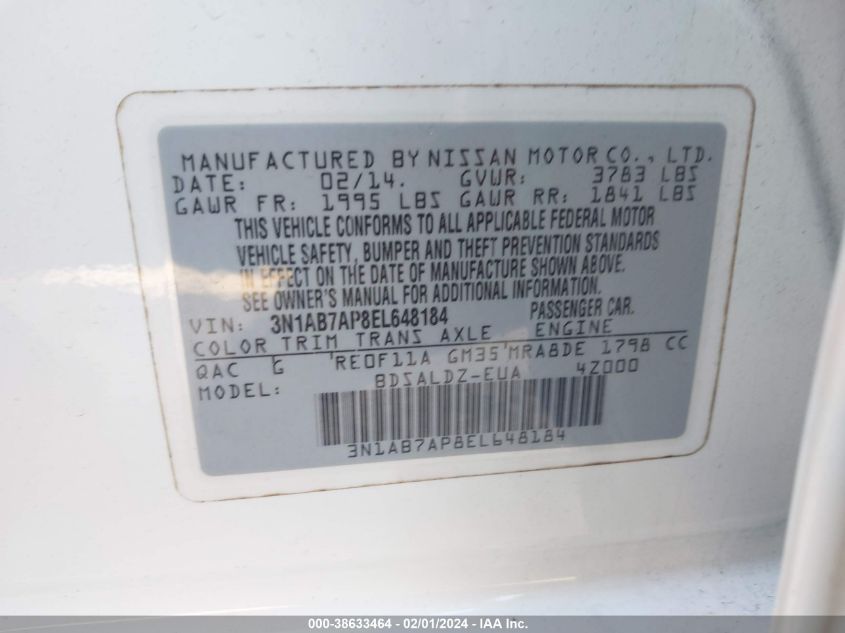 MANUFACTURED BY NISSAN MOTOR CO., LTD.
DATE: 02/14. GVWR: 3783 LBS
GAWR FR: 1995 LBS GAWR RR: 1841 LBS
THIS VEHICLE CONFORMS TO ALL APPLICABLE FEDERAL MOTOR
VEHICLE SAFETY, BUMPER AND THEFT PREVENTION STANDARDS
IN EFFECT ON THE DATE OF MANUFACTURE SHOWN ABOVE.
SEE OWNER'S MANUAL FOR ADDITIONAL INFORMATION.
VIN: 3N1AB7AP8EL648184 PASSENGER CAR.
COLOR TRIM TRANS AXLE ENGINE
QAC G RE0F11A GM35 MRA8DE 1798 CC
MODEL: BDSALDZ-EUA 4Z000
3N1AB7AP8EL648184
000-38633464 - 02/01/2024 - IAA Inc.